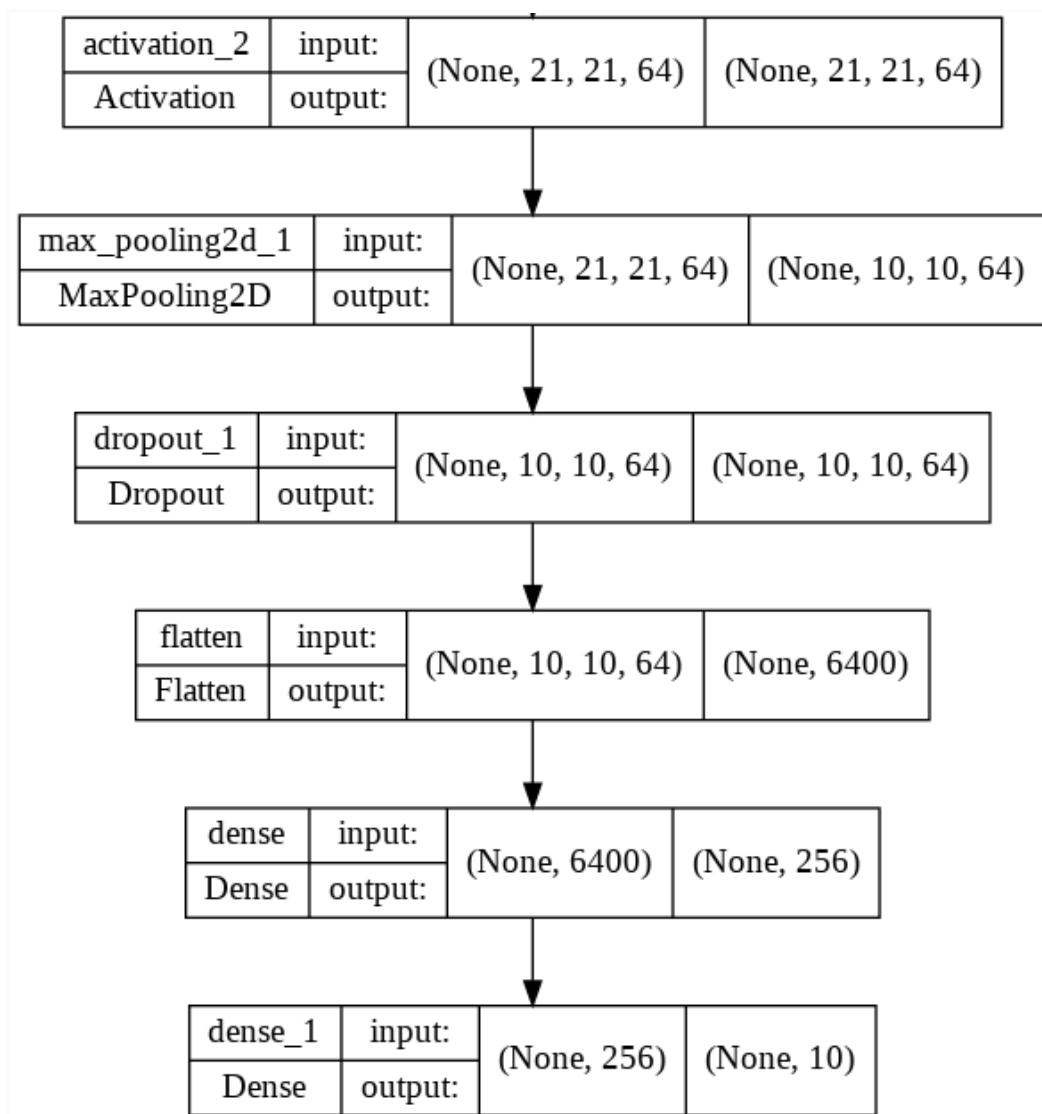 activation_2 input: (None, 21, 21, 64) (None, 21, 21, 64)
Activation output:
max_pooling2d_1 input: (None, 21, 21, 64) (None, 10, 10, 64)
MaxPooling2D output:
dropout_1 input: (None, 10, 10, 64) (None, 10, 10, 64)
Dropout output:
flatten input: (None, 10, 10, 64) (None, 6400)
Flatten output:
dense input: (None, 6400) (None, 256)
Dense output:
dense_1 input: (None, 256) (None, 10)
Dense output: